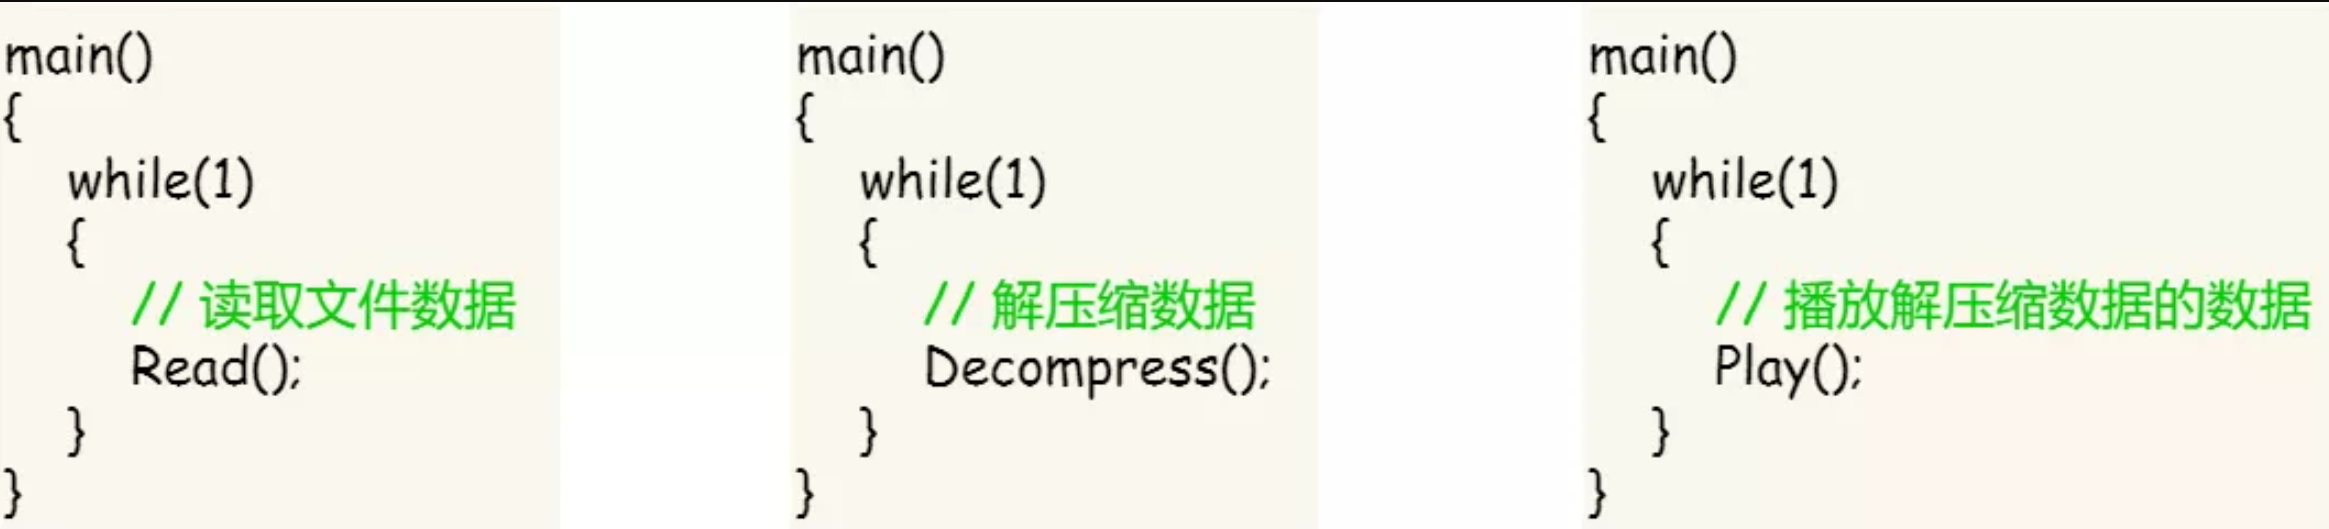 main()
{
while(1)
{
// 读取文件数据
Read();
}
}
main()
{
while(1)
{
// 解压缩数据
Decompress();
}
}
main()
{
while(1)
{
// 播放解压缩数据的数据
Play();
}
}